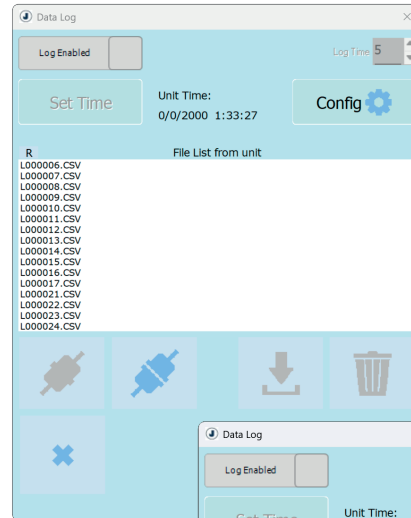 Data Log
Log Enabled
Log Time 5
Set Time
Unit Time:
0/0/2000 1:33:27
Config
R
File List from unit
L000006.CSV
L000007.CSV
L000008.CSV
L000009.CSV
L000010.CSV
L000011.CSV
L000012.CSV
L000013.CSV
L000014.CSV
L000015.CSV
L000016.CSV
L000017.CSV
L000021.CSV
L000022.CSV
L000023.CSV
L000024.CSV
Data Log
Log Enabled
Set Time
Unit Time: